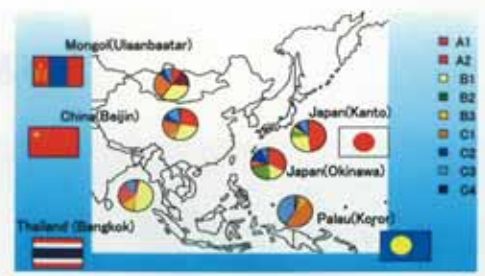 Mongol(Ulaanbaatar)
China(Beijin)
Japan(Kanto)
Japan(Okinawa)
Thailand (Bangkok)
Palau(Koror)
A1
A2
B1
B2
B3
C1
C2
C3
C4